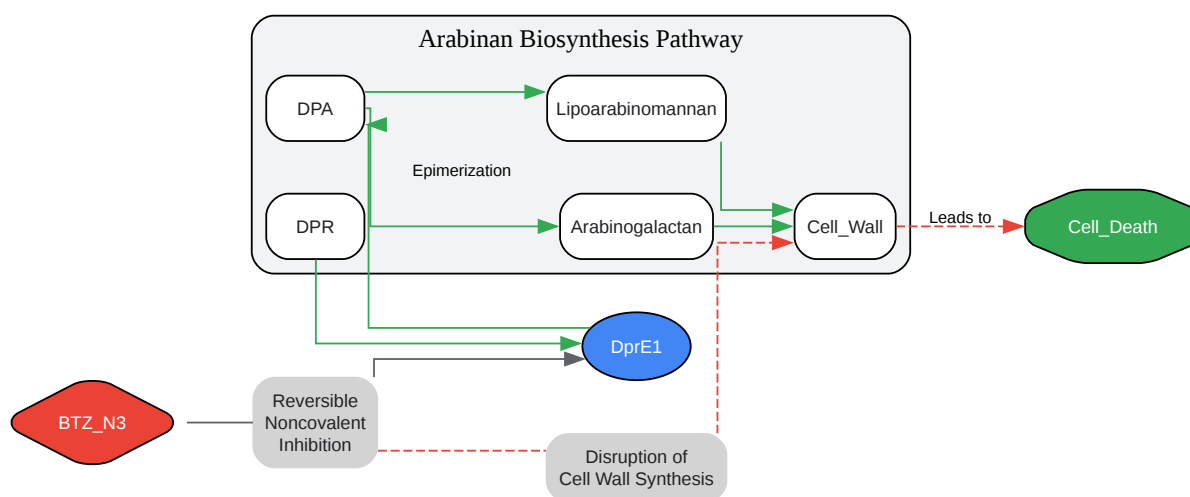 Arabinan Biosynthesis Pathway
DPA
Lipoarabinomannan
Epimerization
DPR
Arabinogalactan
Cell_Wall
Leads to
Cell_Death
DprE1
BTZ_N3
Reversible
Noncovalent
Inhibition
Disruption of
Cell Wall Synthesis